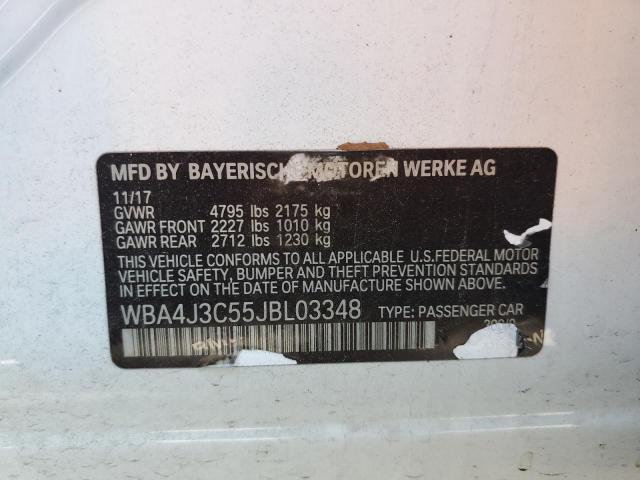 MFD BY BAYERISCHE MOTOREN WERKE AG
11/17
GVWR 4795 lbs 2175 kg
GAWR FRONT 2227 lbs 1010 kg
GAWR REAR 2712 lbs 1230 kg
THIS VEHICLE CONFORMS TO ALL APPLICABLE U.S.FEDERAL MOTOR
VEHICLE SAFETY, BUMPER AND THEFT PREVENTION STANDARDS
IN EFFECT ON THE DATE OF MANUFACTURE SHOWN ABOVE.
WBA4J3C55JBL03348 TYPE: PASSENGER CAR